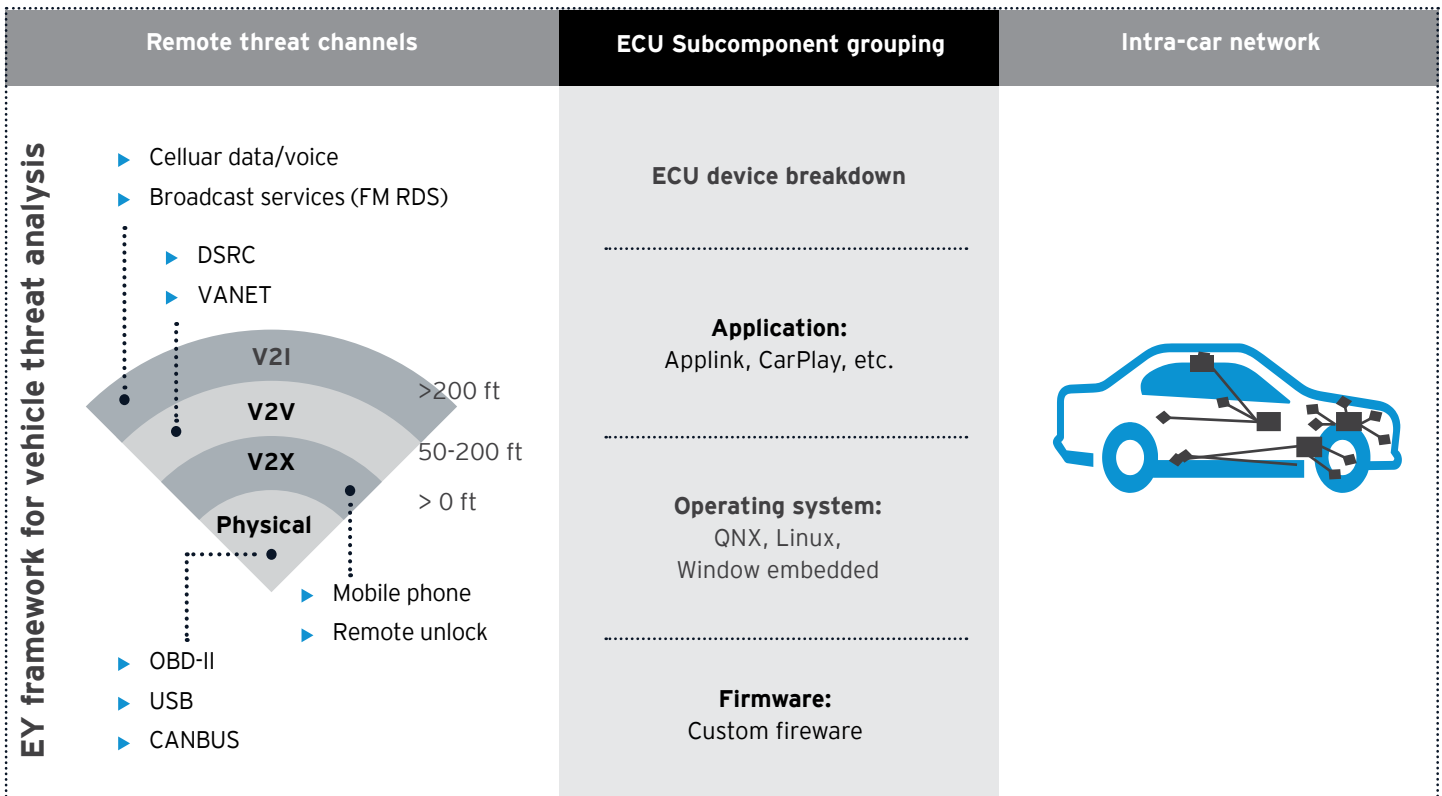 Remote threat channels
ECU Subcomponent grouping
Intra-car network
EY framework for vehicle threat analysis
Celluar data/voice
Broadcast services (FM RDS)
DSRC
VANET
V2I
>200 ft
V2V
50-200 ft
V2X
> 0 ft
Physical
Mobile phone
Remote unlock
OBD-II
USB
CANBUS
ECU device breakdown
Application:
Applink, CarPlay, etc.
Operating system:
QNX, Linux,
Window embedded
Firmware:
Custom fireware